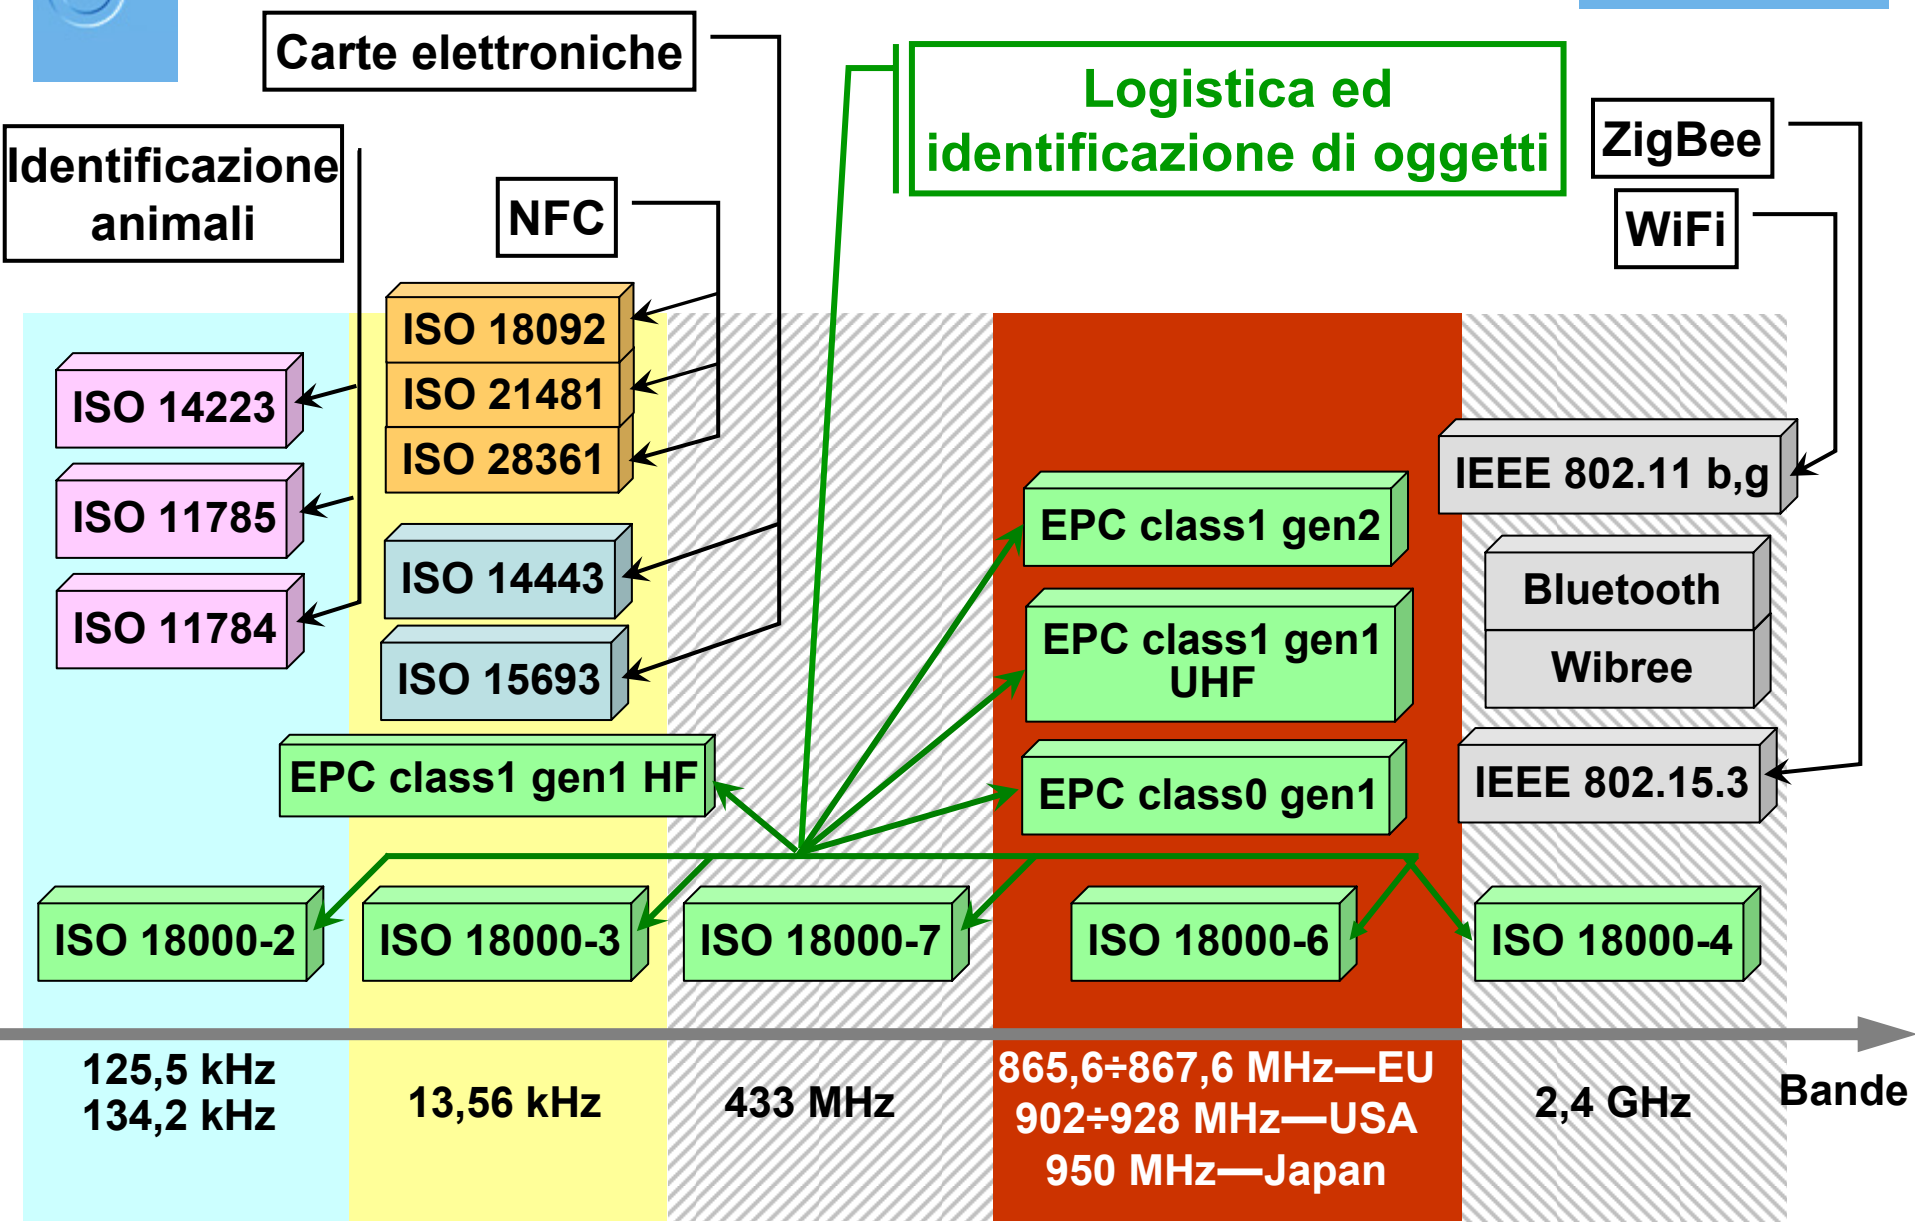 Carte elettroniche
Logistica ed
identificazione di oggetti
ZigBee
Identificazione
animali
NFC
WiFi
ISO 18092
ISO 21481
ISO 28361
ISO 14223
ISO 11785
ISO 11784
ISO 14443
ISO 15693
EPC class1 gen1 HF
EPC class1 gen2
EPC class1 gen1
UHF
EPC class0 gen1
IEEE 802.11 b,g
Bluetooth
Wibree
IEEE 802.15.3
ISO 18000-2
ISO 18000-3
ISO 18000-7
ISO 18000-6
ISO 18000-4
125,5 kHz
134,2 kHz
13,56 kHz
433 MHz
865,6÷867,6 MHz—EU
902÷928 MHz—USA
950 MHz—Japan
2,4 GHz
Bande